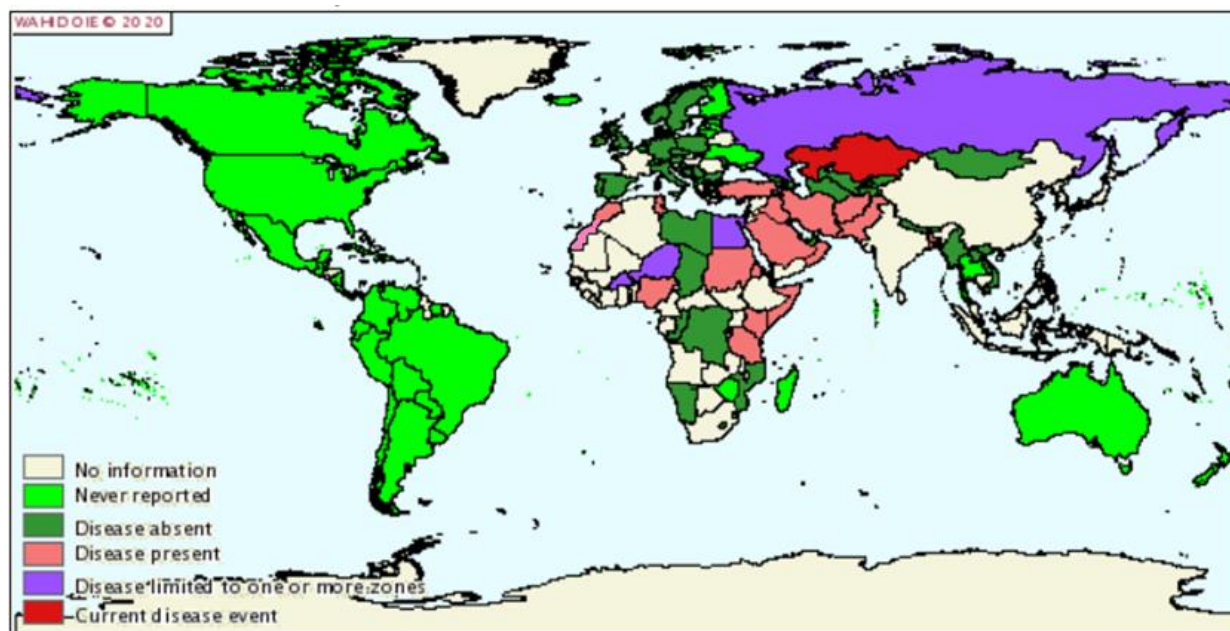 WAHIDOIE © 2020
No information
Never reported
Disease absent
Disease present
Disease limited to one or more zones
Current disease event